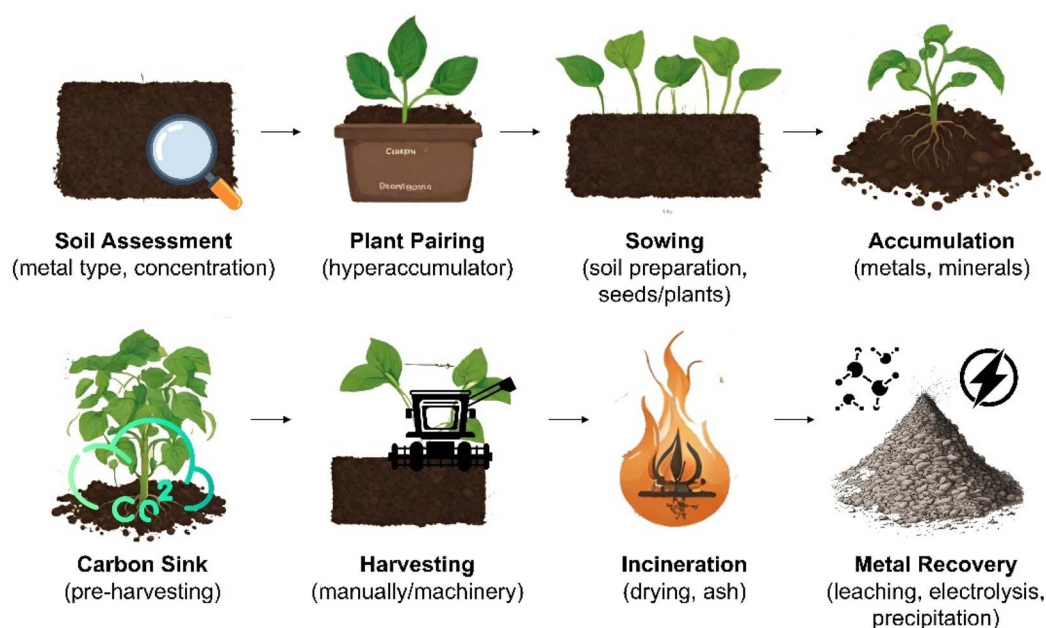 Soil Assessment
(metal type, concentration)
Plant Pairing
(hyperaccumulator)
Sowing
(soil preparation,
seeds/plants)
Accumulation
(metals, minerals)
CO2
Carbon Sink
(pre-harvesting)
Harvesting
(manually/machinery)
Incineration
(drying, ash)
Metal Recovery
(leaching, electrolysis,
precipitation)